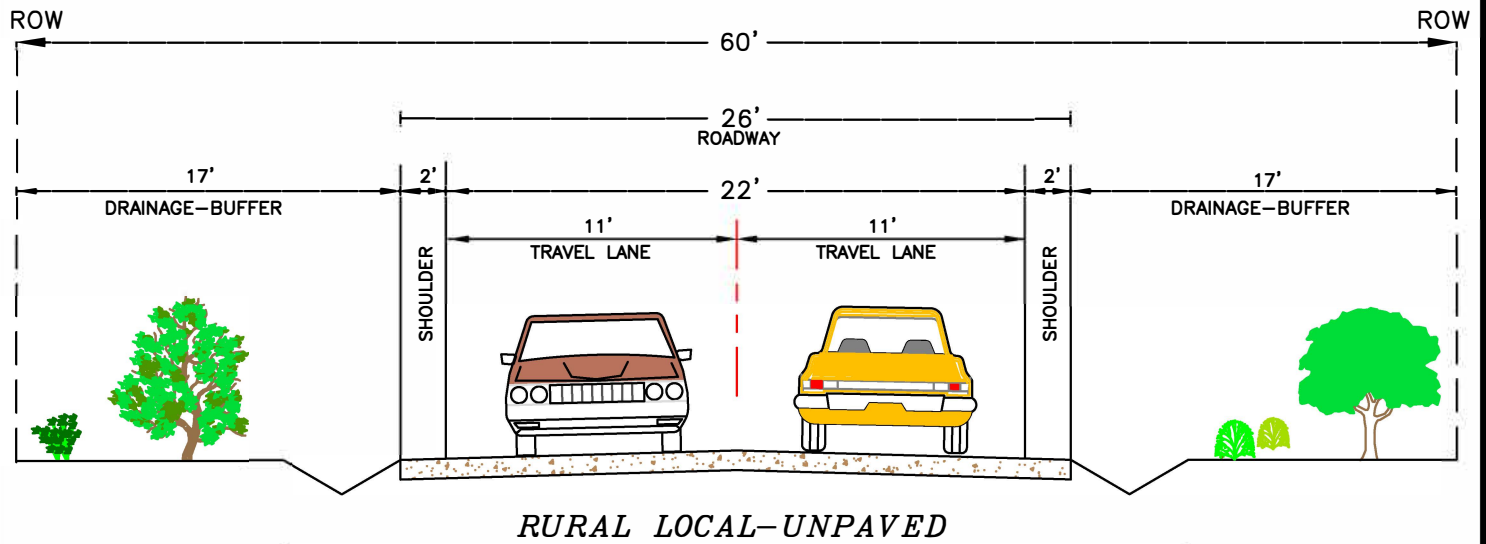 ROW ROW
60'
26'
ROADWAY
17' 2' 22' 2' 17'
DRAINAGE-BUFFER DRAINAGE-BUFFER
11' 11'
TRAVEL LANE TRAVEL LANE
SHOULDER SHOULDER
RURAL LOCAL-UNPAVED